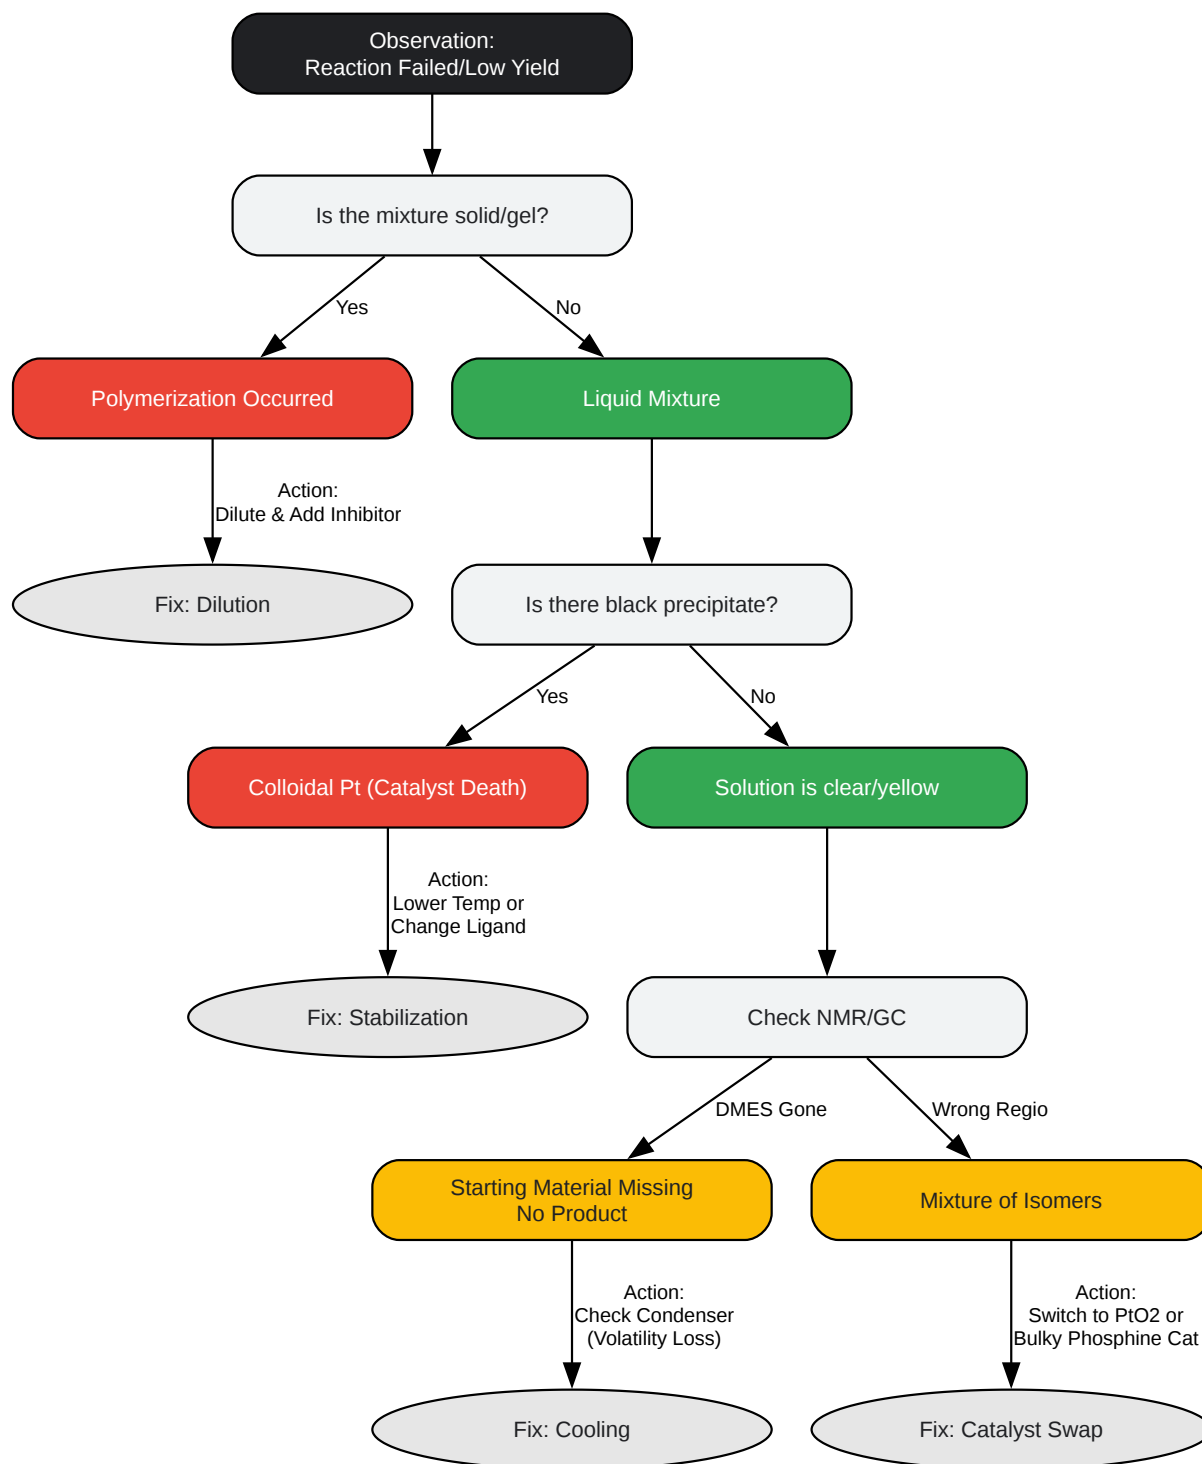 Observation:
Reaction Failed/Low Yield
Is the mixture solid/gel?
Yes
No
Polymerization Occurred
Liquid Mixture
Action:
Dilute & Add Inhibitor
Fix: Dilution
Is there black precipitate?
Yes
No
Colloidal Pt (Catalyst Death)
Solution is clear/yellow
Action:
Lower Temp or
Change Ligand
Fix: Stabilization
Check NMR/GC
DMES Gone
Wrong Regio
Starting Material Missing
No Product
Mixture of Isomers
Action:
Check Condenser
(Volatility Loss)
Action:
Switch to PtO2 or
Bulky Phosphine Cat
Fix: Cooling
Fix: Catalyst Swap